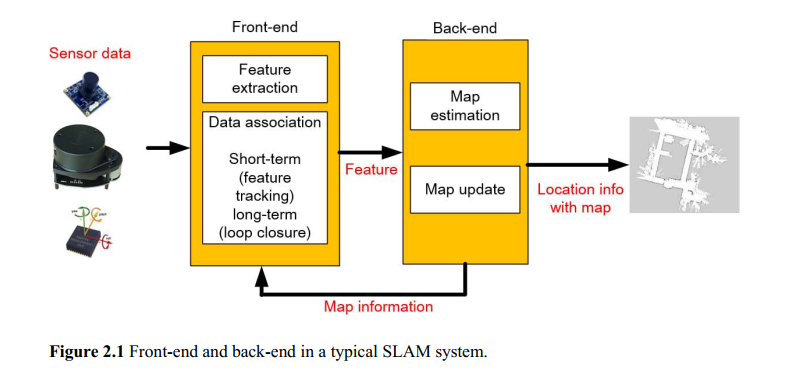 Front-end
Back-end
Sensor data
Feature
extraction
Data association
Short-term
(feature
tracking)
long-term
(loop closure)
Feature
Map
estimation
Map update
Location info
with map
Map information
Figure 2.1 Front-end and back-end in a typical SLAM system.